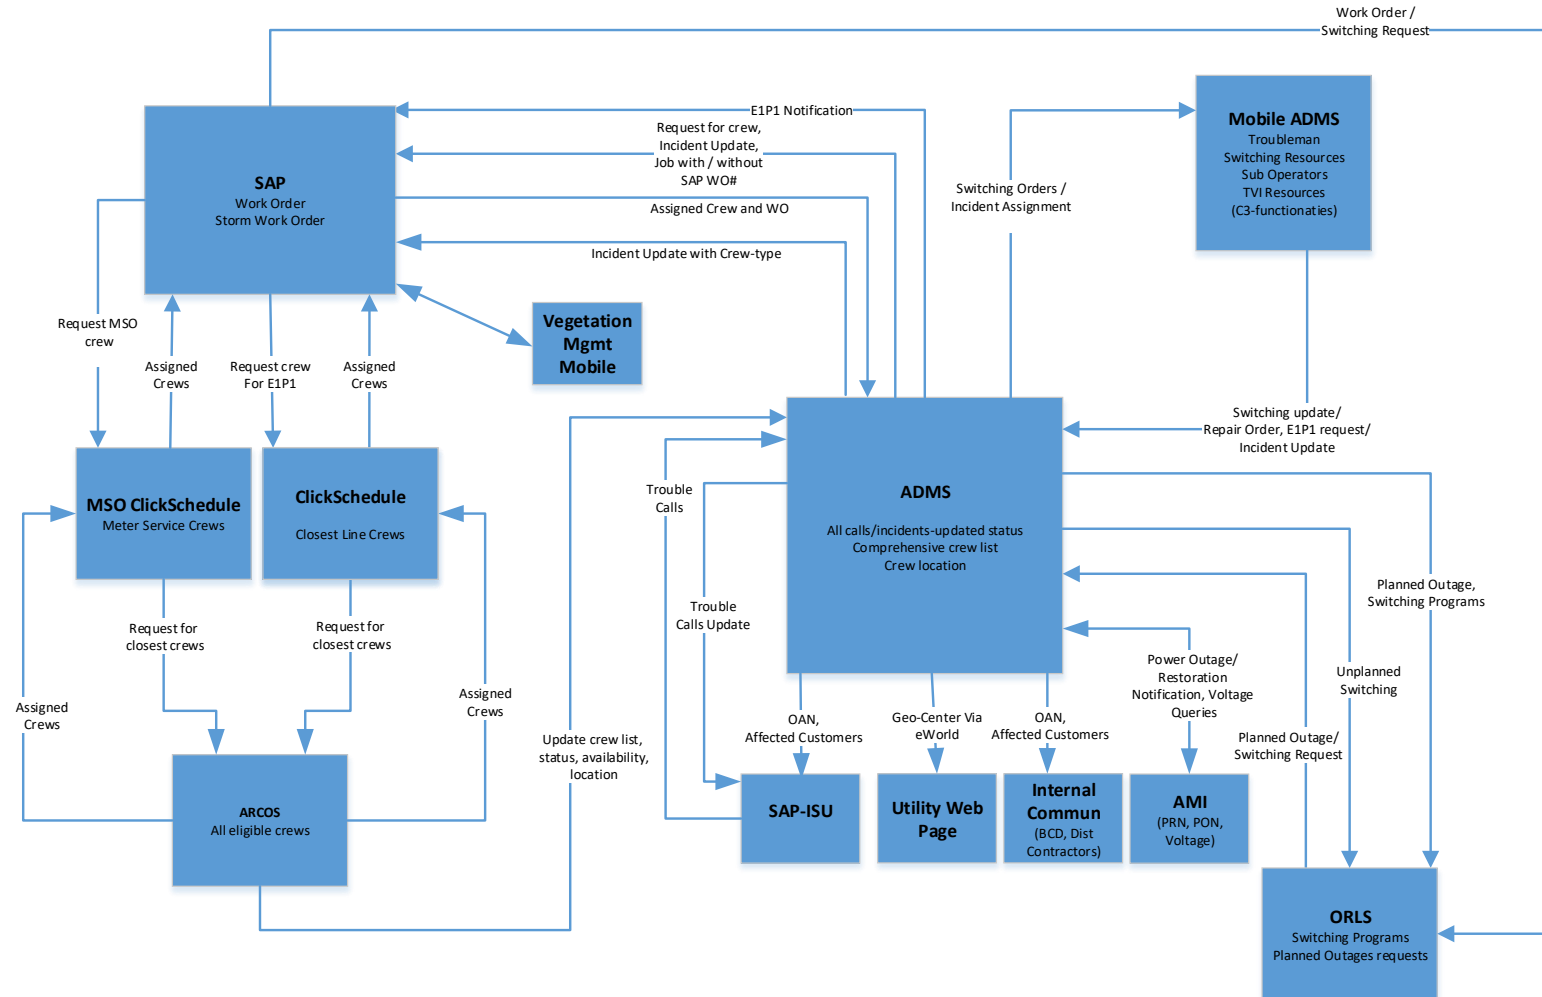 Work Order /
Switching Request
E1P1 Notification
Request for crew,
Incident Update,
Job with / without
SAP WO#
Assigned Crew and WO
Incident Update with Crew-type
SAP
Work Order
Storm Work Order
Mobile ADMS
Troubleman
Switching Resources
Sub Operators
TVI Resources
(C3-functionaties)
Switching Orders /
Incident Assignment
Vegetation
Mgmt
Mobile
Request MSO
crew
Assigned
Crews
Request crew
For E1P1
Assigned
Crews
Switching update/
Repair Order, E1P1 request/
Incident Update
MSO ClickSchedule
Meter Service Crews
ClickSchedule
Closest Line Crews
Trouble
Calls
ADMS
All calls/incidents-updated status
Comprehensive crew list
Crew location
Planned Outage,
Switching Programs
Request for
closest crews
Request for
closest crews
Trouble
Calls Update
Power Outage/
Restoration
Notification, Voltage
Queries
Unplanned
Switching
Assigned
Crews
Assigned
Crews
Update crew list,
status, availability,
location
OAN,
Affected Customers
Geo-Center Via
eWorld
OAN,
Affected Customers
Planned Outage/
Switching Request
ARCOS
All eligible crews
SAP-ISU
Utility Web
Page
Internal
Commun
(BCD, Dist
Contractors)
AMI
(PRN, PON,
Voltage)
ORLS
Switching Programs
Planned Outages requests